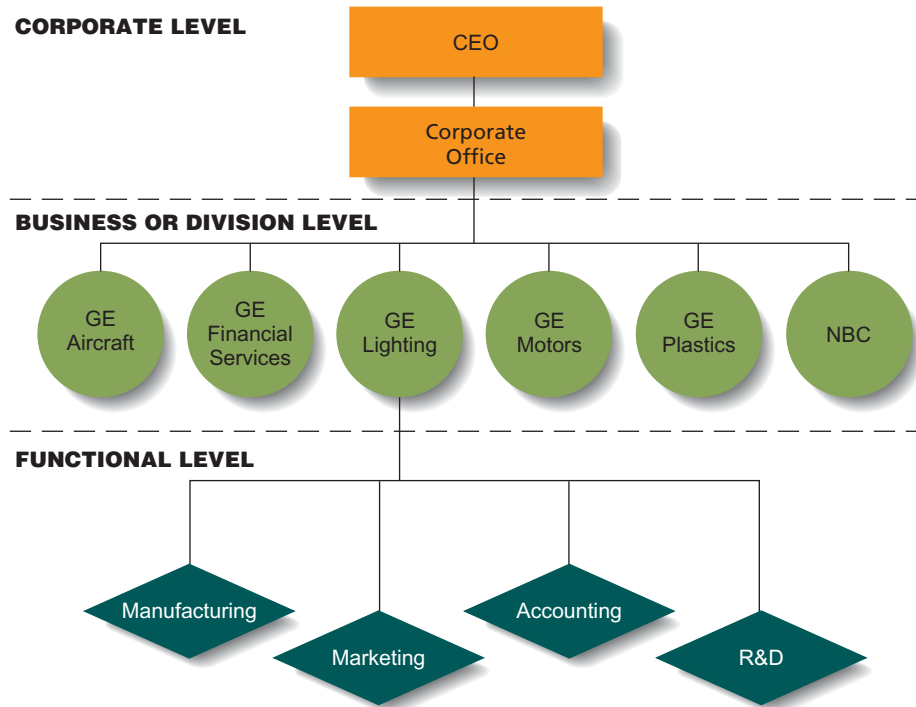 CORPORATE LEVEL
CEO
Corporate
Office
BUSINESS OR DIVISION LEVEL
GE
Aircraft
GE
Financial
Services
GE
Lighting
GE
Motors
GE
Plastics
NBC
FUNCTIONAL LEVEL
Manufacturing
Marketing
Accounting
R&D